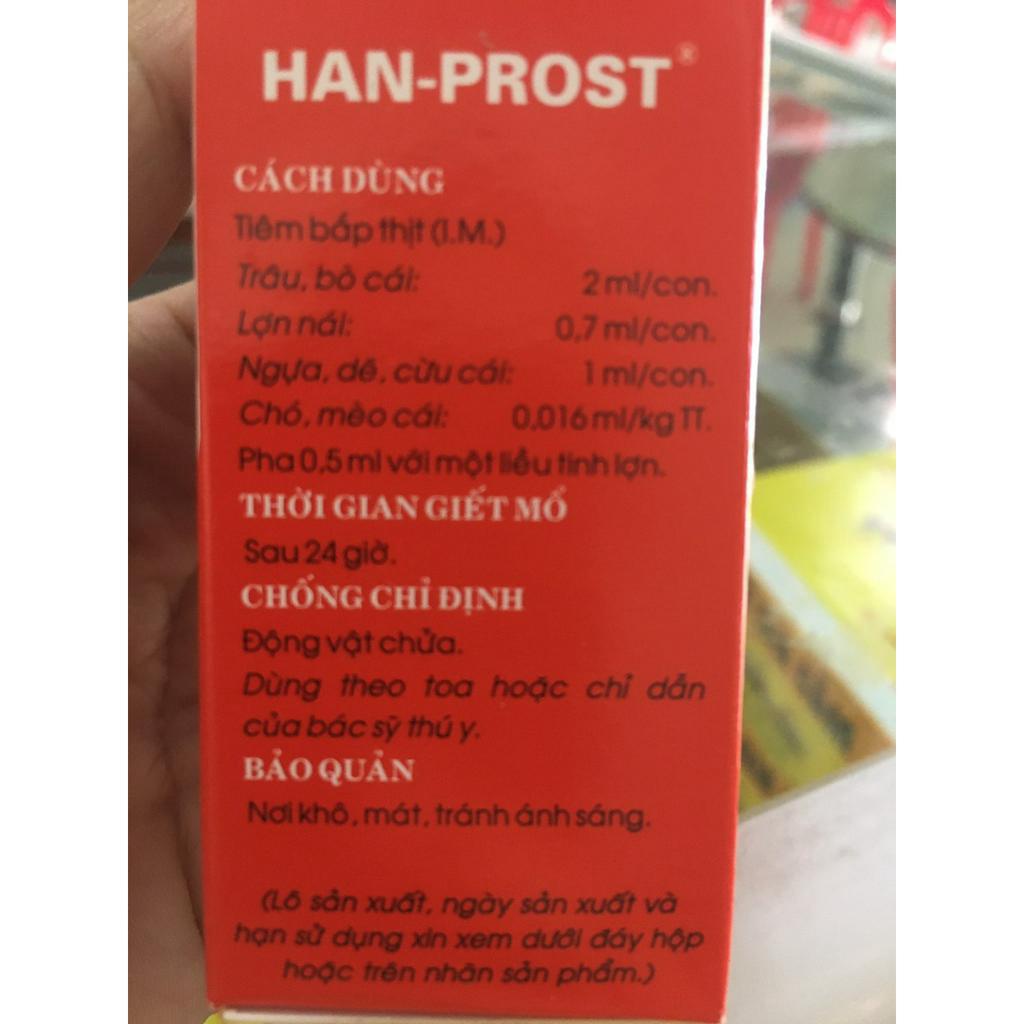 HAN-PROST®
CÁCH DÙNG
Tiêm bắp thịt (I.M.)
Trâu, bò cái: 2 ml/con.
Lợn nái: 0,7 ml/con.
Ngựa, dê, cừu cái: 1 ml/con.
Chó, mèo cái: 0,016 ml/kg TT.
Pha 0,5 ml với một liều tinh lợn.
THỜI GIAN GIẾT MỔ
Sau 24 giờ.
CHỐNG CHỈ ĐỊNH
Động vật chửa.
Dùng theo toa hoặc chỉ dẫn
của bác sỹ thú y.
BẢO QUẢN
Nơi khô, mát, tránh ánh sáng.
(Lô sản xuất, ngày sản xuất và
hạn sử dụng xin xem dưới đáy hộp
hoặc trên nhãn sản phẩm.)